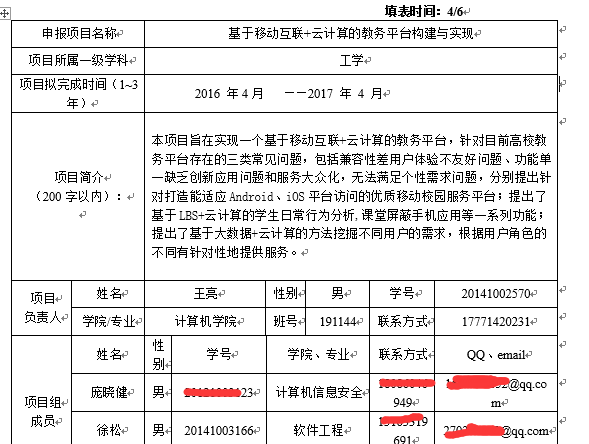 填表时间：4/6
申报项目名称 基于移动互联+云计算的教务平台构建与实现
项目所属一级学科 工学
项目拟完成时间（1~3
年） 2016 年 4 月 ——2017 年 4 月
项目简介
（200 字以内）：
本项目旨在实现一个基于移动互联+云计算的教务平台，针对目前高校教
务平台存在的三类常见问题，包括兼容性差用户体验不友好问题、功能单
一缺乏创新应用问题和服务大众化，无法满足个性需求问题，分别提出针
对打造能适应Android、iOS 平台访问的优质移动校园服务平台；提出了
基于 LBS+云计算的学生日常行为分析,课堂屏蔽手机应用等一系列功能；
提出了基于大数据+云计算的方法挖掘不同用户的需求，根据用户角色的
不同有针对性地提供服务。
项目
负责人
姓名 王亮 性别 男 学号 20141002570
学院/专业 计算机学院 班号 191144 联系方式 17771420231
项目组
成员
姓名 性别 学号 学院、专业 联系方式 QQ、email
庞晓健 男 23 计算机信息安全 949 @qq.co
m
徐松 男 20141003166 软件工程 691 @qq.com